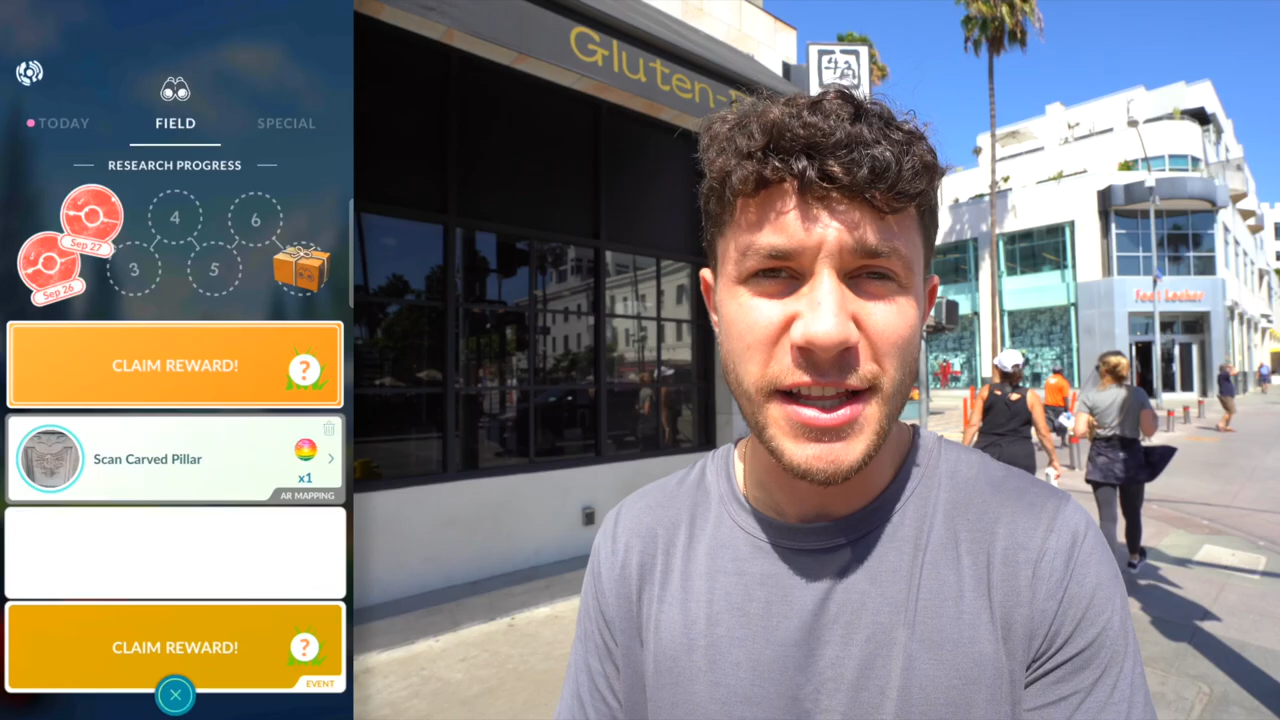 TODAY
FIELD
SPECIAL
RESEARCH PROGRESS
4
6
Sep 27
3
5
Sep 26
CLAIM REWARD!
?
Scan Carved Pillar
x1
AR MAPPING
CLAIM REWARD!
?
EVENT
Gluten-
Foot Locker